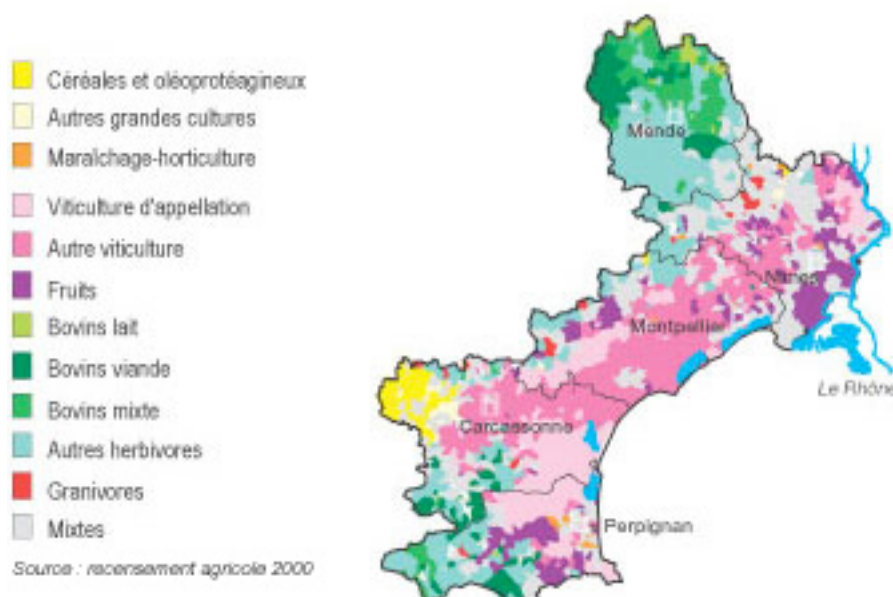 Céréales et oléoprotéagineux
Autres grandes cultures
Maraîchage-horticulture
Viticulture d'appellation
Autre viticulture
Fruits
Bovins lait
Bovins viande
Bovins mixte
Autres herbivores
Granivores
Mixtes
Source : recensement agricole 2000
Mende
Nîmes
Montpellier
Le Rhône
Carcassonne
Perpignan